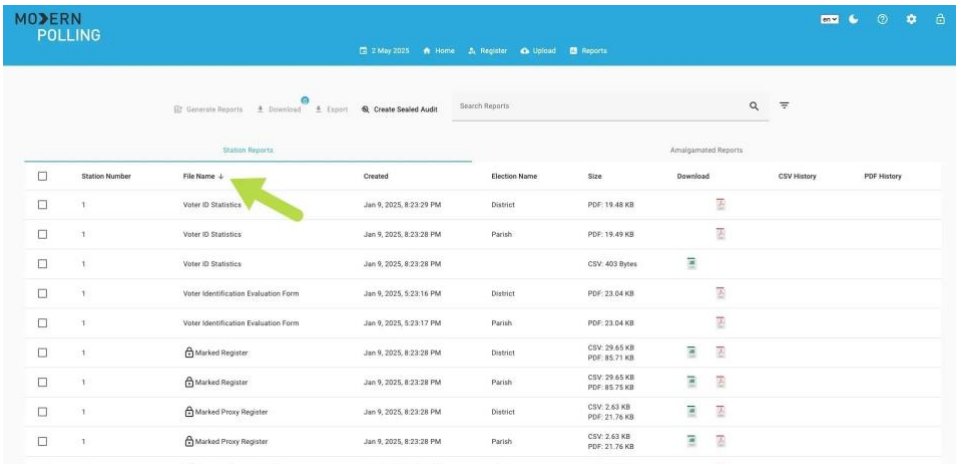 MODERN
POLLING
en
2 May 2025 Home Register Upload Reports
Generate Reports Download Export Create Sealed Audit Search Reports
Station Reports Amalgamated Reports
Station Number File Name ↓ Created Election Name Size Download CSV History PDF History
1 Voter ID Statistics Jan 9, 2025, 8:23:29 PM District PDF: 19.48 KB
1 Voter ID Statistics Jan 9, 2025, 8:23:28 PM Parish PDF: 19.49 KB
1 Voter ID Statistics Jan 9, 2025, 8:23:28 PM CSV: 403 Bytes
1 Voter Identification Evaluation Form Jan 9, 2025, 5:23:16 PM District PDF: 23.04 KB
1 Voter Identification Evaluation Form Jan 9, 2025, 5:23:17 PM Parish PDF: 23.04 KB
1 Marked Register Jan 9, 2025, 8:23:28 PM District CSV: 29.65 KB
PDF: 85.71 KB
1 Marked Register Jan 9, 2025, 8:23:28 PM Parish CSV: 29.65 KB
PDF: 85.75 KB
1 Marked Proxy Register Jan 9, 2025, 8:23:28 PM District CSV: 2.63 KB
PDF: 21.76 KB
1 Marked Proxy Register Jan 9, 2025, 8:23:28 PM Parish CSV: 2.63 KB
PDF: 21.76 KB